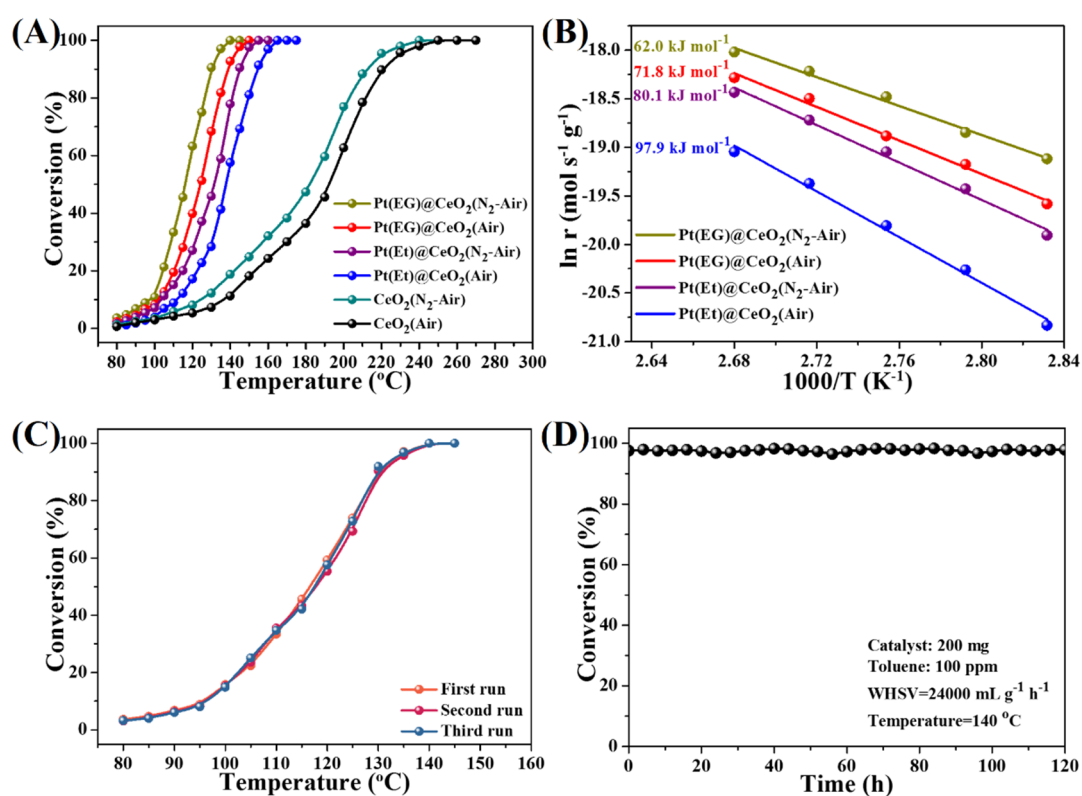 (A)
Conversion (%)
100
80
60
40
20
0
Pt(EG)@CeO₂(N₂-Air)
Pt(EG)@CeO₂(Air)
Pt(Et)@CeO₂(N₂-Air)
Pt(Et)@CeO₂(Air)
CeO₂(N₂-Air)
CeO₂(Air)
80 100 120 140 160 180 200 220 240 260 280 300
Temperature (ºC)
(B)
ln r (mol s⁻¹ g⁻¹)
-18.0
-18.5
-19.0
-19.5
-20.0
-20.5
-21.0
62.0 kJ mol⁻¹
71.8 kJ mol⁻¹
80.1 kJ mol⁻¹
97.9 kJ mol⁻¹
Pt(EG)@CeO₂(N₂-Air)
Pt(EG)@CeO₂(Air)
Pt(Et)@CeO₂(N₂-Air)
Pt(Et)@CeO₂(Air)
2.64 2.68 2.72 2.76 2.80 2.84
1000/T (K⁻¹)
(C)
Conversion (%)
100
80
60
40
20
0
First run
Second run
Third run
80 90 100 110 120 130 140 150 160
Temperature (ºC)
(D)
Conversion (%)
100
80
60
40
20
0
Catalyst: 200 mg
Toluene: 100 ppm
WHSV=24000 mL g⁻¹ h⁻¹
Temperature=140 ºC
0 20 40 60 80 100 120
Time (h)